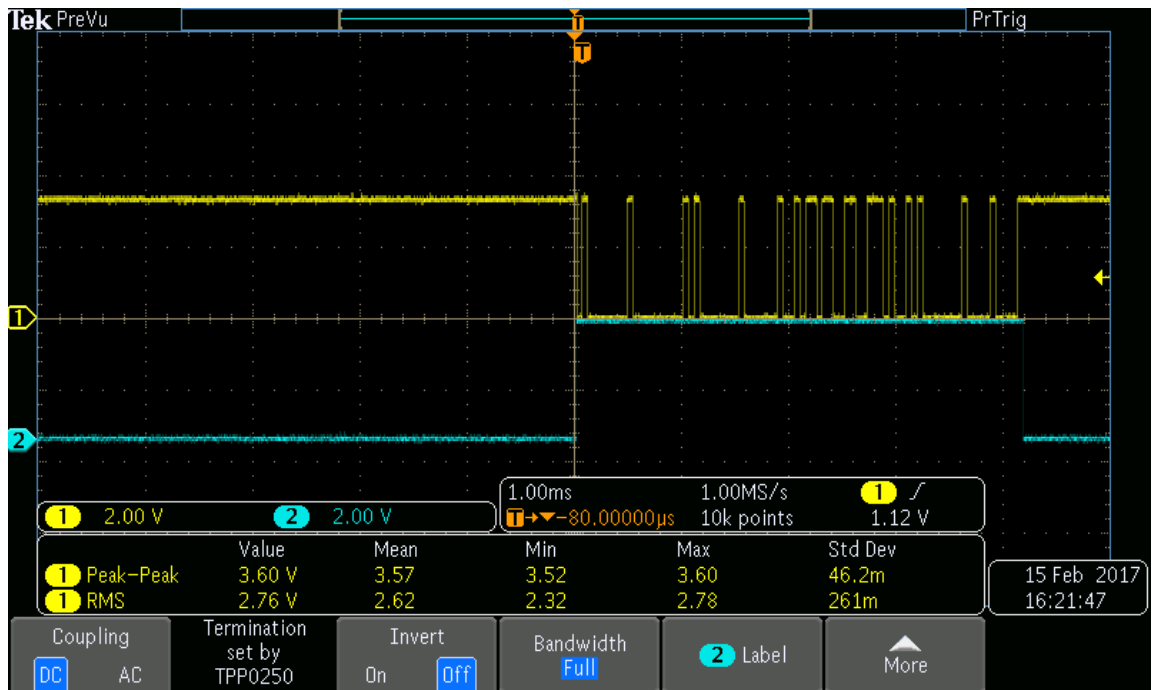 Tek PreVu PrTrig
T
T
1
2
1.00ms 1.00MS/s 1
T→▼−80.00000µs 10k points 1.12 V
1 2.00 V 2 2.00 V
Value Mean Min Max Std Dev
1 Peak−Peak 3.60 V 3.57 3.52 3.60 46.2m
1 RMS 2.76 V 2.62 2.32 2.78 261m
15 Feb 2017
16:21:47
Coupling
DC AC
Termination
set by
TPP0250
Invert
On Off
Bandwidth
Full
2 Label
More